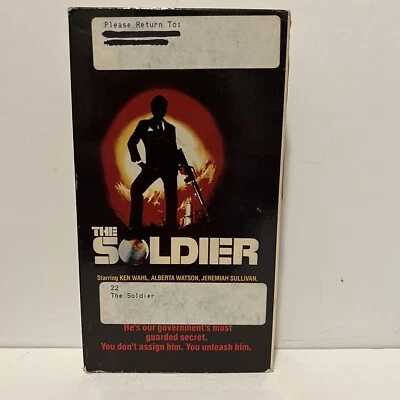 Please Return To:
THE
SOLDIER
Starring KEN WAHL, ALBERTA WATSON, JEREMIAH SULLIVAN,
22
The Soldier
He's our government's most
guarded secret.
You don't assign him. You unleash him.